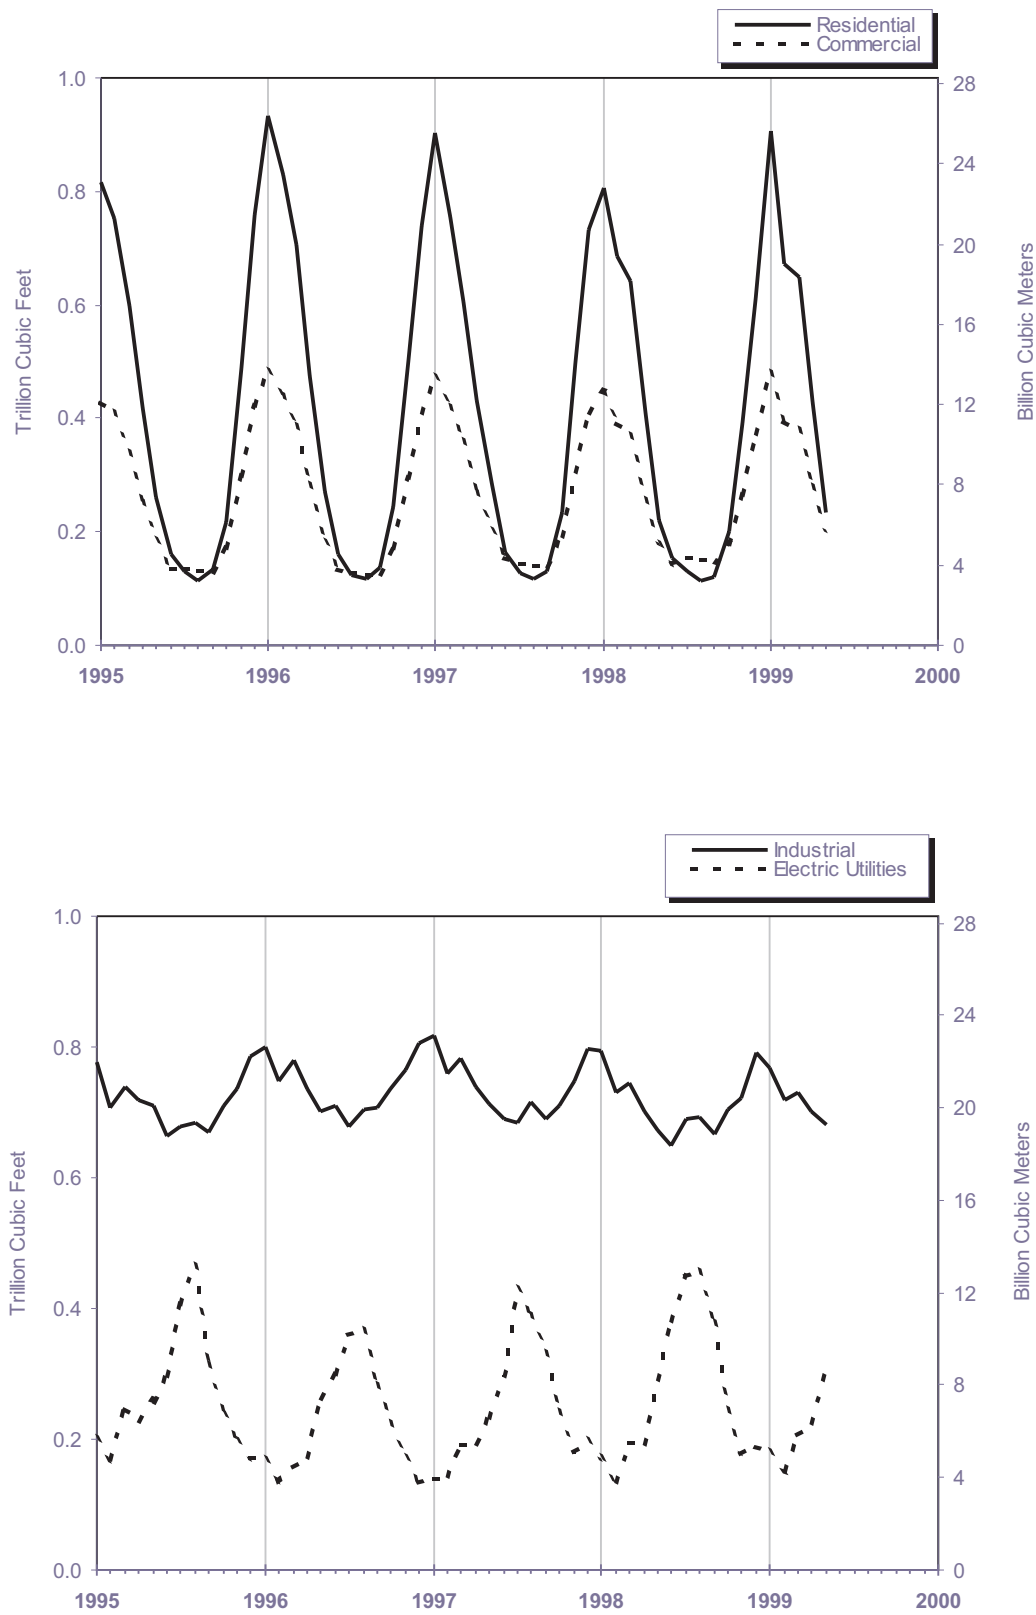 Residential
Commercial
1.0
0.8
0.6
0.4
0.2
0.0
Trillion Cubic Feet
28
24
20
16
12
8
4
0
Billion Cubic Meters
1995 1996 1997 1998 1999 2000
Industrial
Electric Utilities
1.0
0.8
0.6
0.4
0.2
0.0
Trillion Cubic Feet
28
24
20
16
12
8
4
0
Billion Cubic Meters
1995 1996 1997 1998 1999 2000